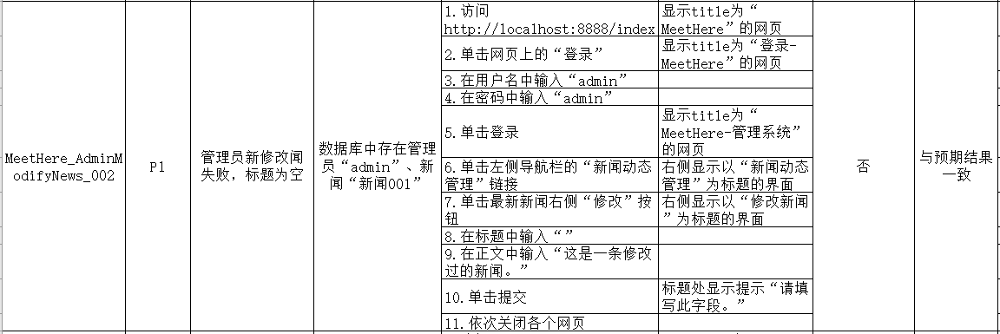 MeetHere_AdminM
odifyNews_002
P1
管理员新修改闻
失败，标题为空
数据库中存在管理
员“admin”、新
闻“新闻001”
1.访问
http://localhost:8888/index
显示title为“
MeetHere”的网页
2.单击网页上的“登录”
显示title为“登录-
MeetHere”的网页
3.在用户名中输入“admin”
4.在密码中输入“admin”
5.单击登录
显示title为“
MeetHere-管理系统”
的网页
6.单击左侧导航栏的“新闻动态
管理”链接
右侧显示以“新闻动态
管理”为标题的界面
7.单击最新新闻右侧“修改”按
钮
右侧显示以“修改新闻
”为标题的界面
8.在标题中输入“”
9.在正文中输入“这是一条修改
过的新闻。”
10.单击提交
标题处显示提示“请填
写此字段。”
11.依次关闭各个网页
否
与预期结果
一致